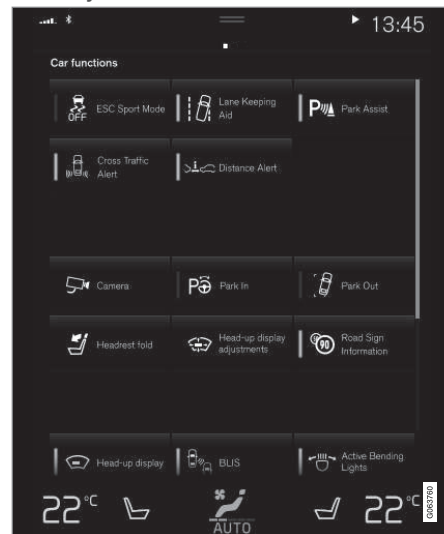 13:45
Car functions
OFF ESC Sport Mode
Lane Keeping
Aid
P Park Assist
Cross Traffic
Alert
Distance Alert
Camera
P Park In
Park Out
Headrest fold
Head-up display
adjustments
90 Road Sign
Information
Head-up display
BLIS
Active Bending
Lights
22°C
AUTO
22°C
G063760